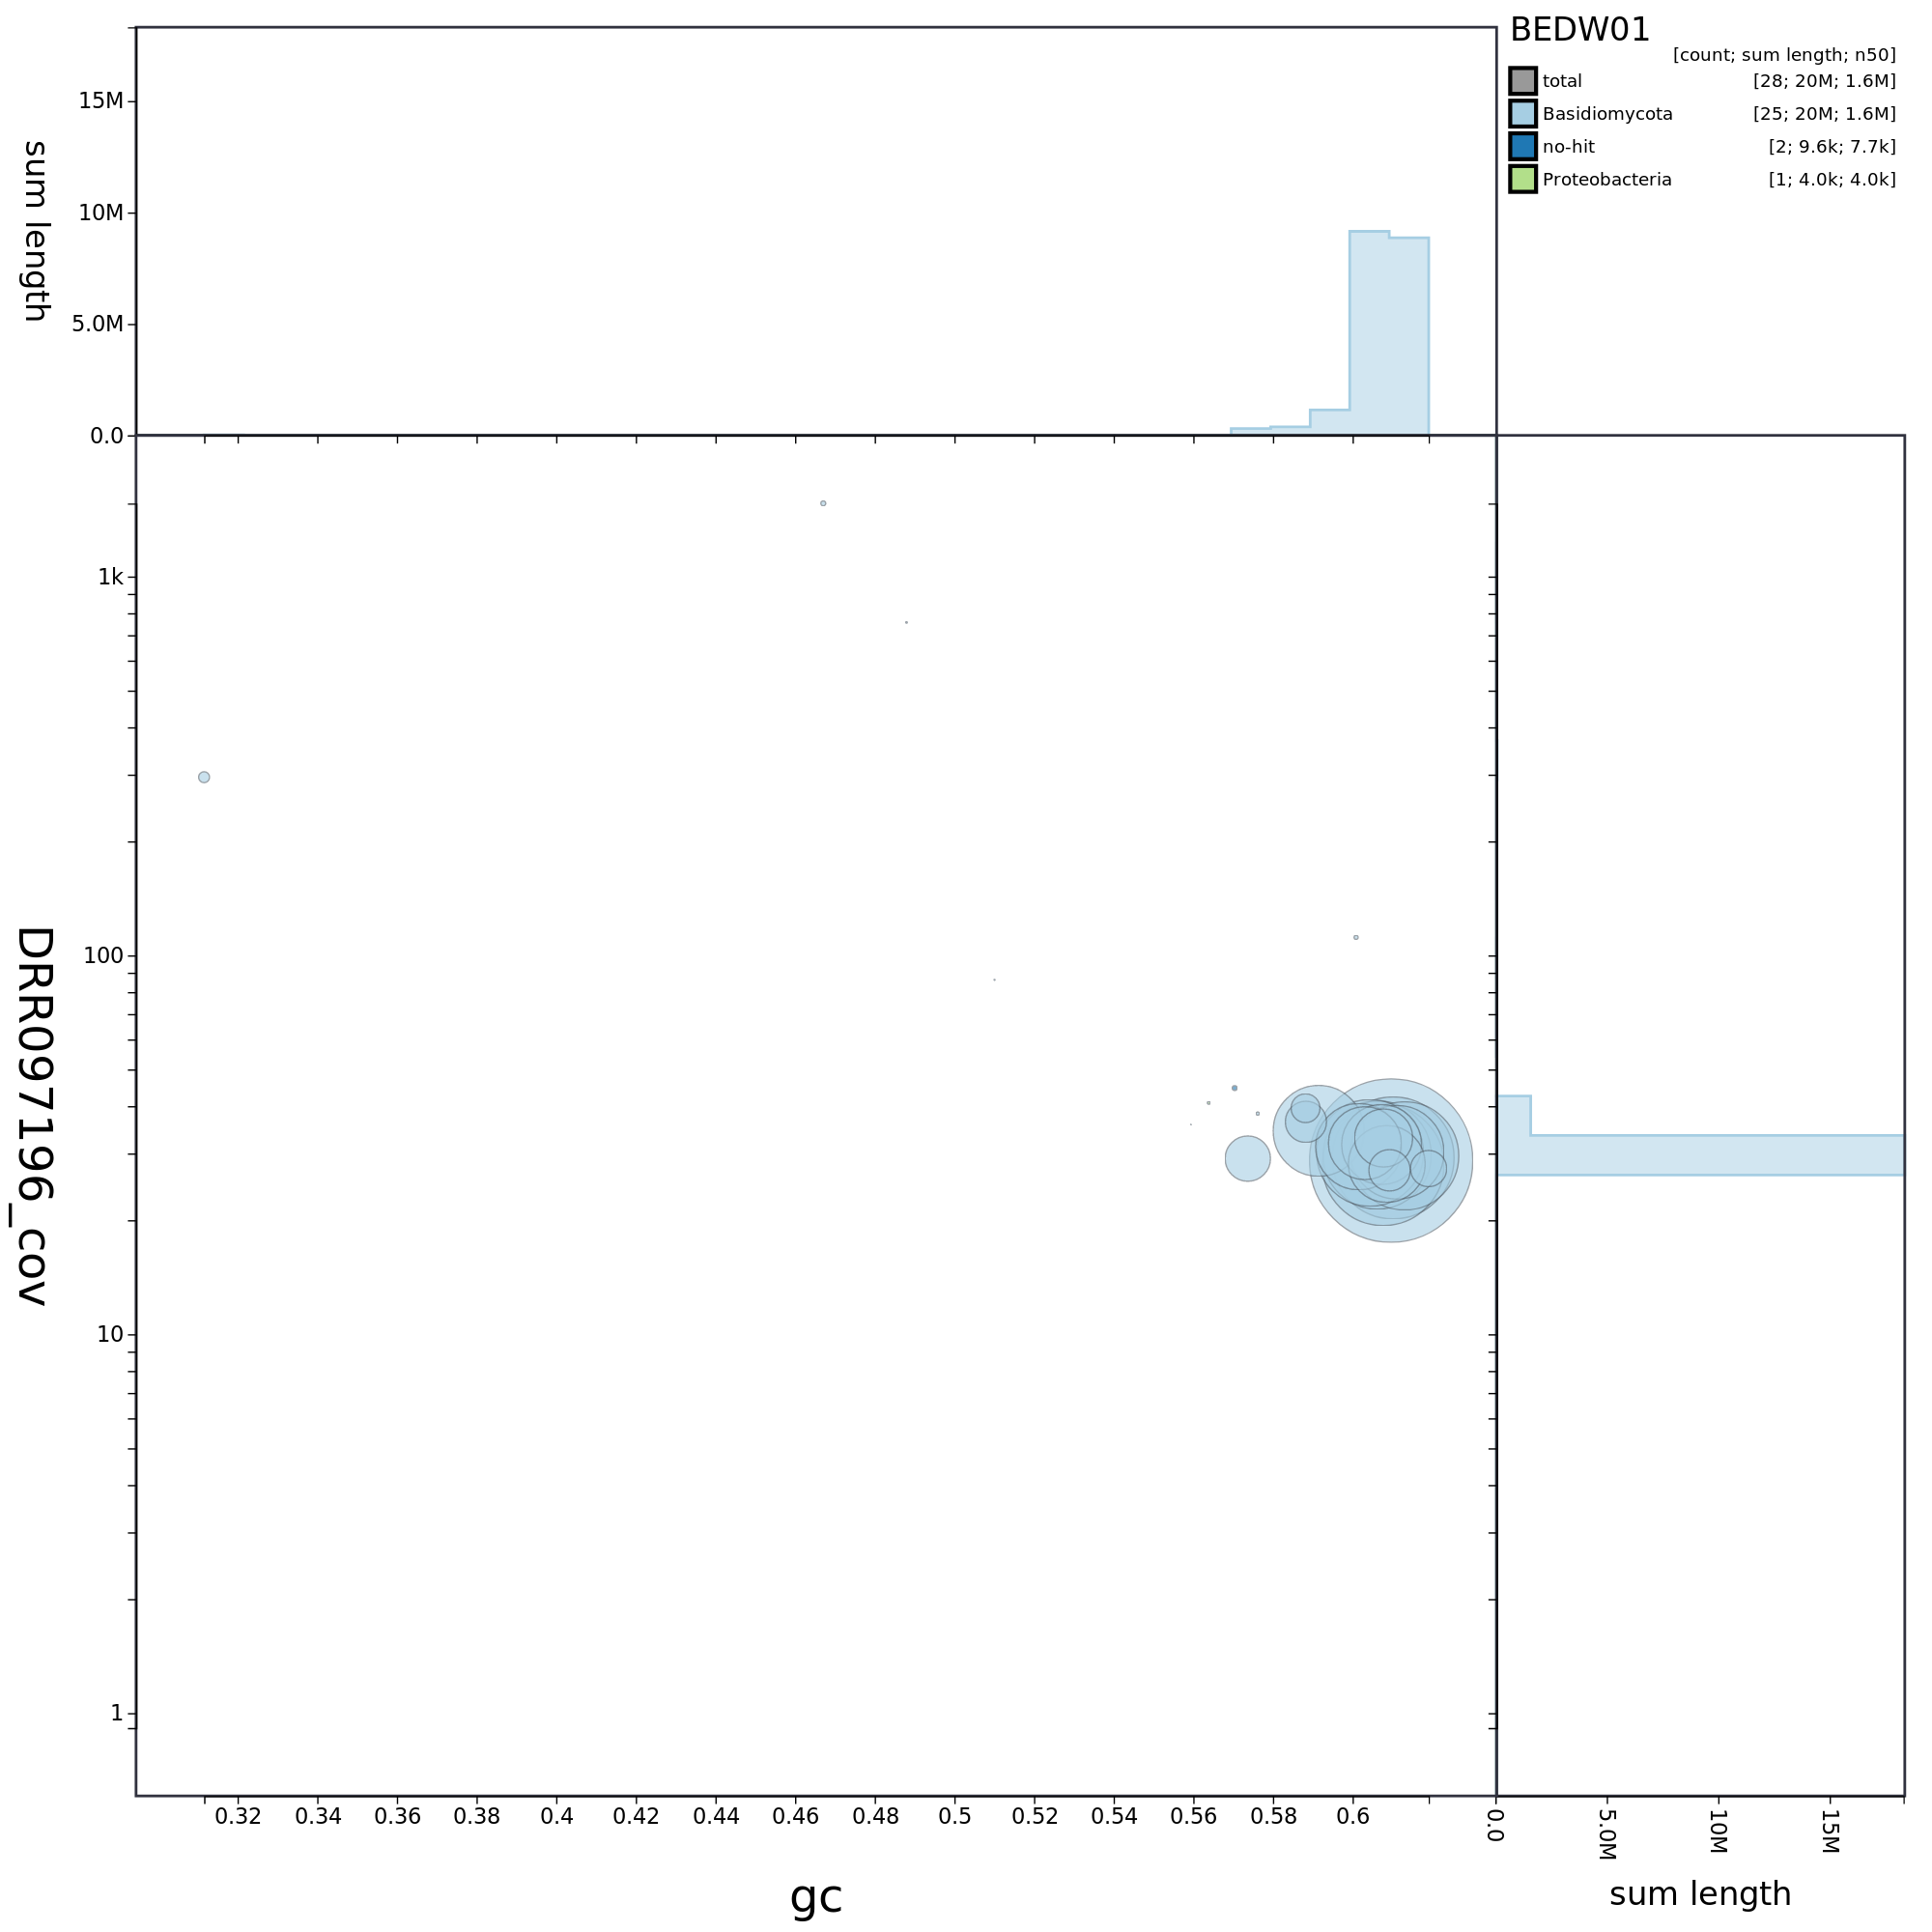 BEDW01
[count; sum length; n50]
total [28; 20M; 1.6M]
Basidiomycota [25; 20M; 1.6M]
no-hit [2; 9.6k; 7.7k]
Proteobacteria [1; 4.0k; 4.0k]
sum length
15M
10M
5.0M
0.0
DRR097196_cov
1k
100
10
1
0.32 0.34 0.36 0.38 0.4 0.42 0.44 0.46 0.48 0.5 0.52 0.54 0.56 0.58 0.6
gc
0.0 5.0M 10M 15M
sum length